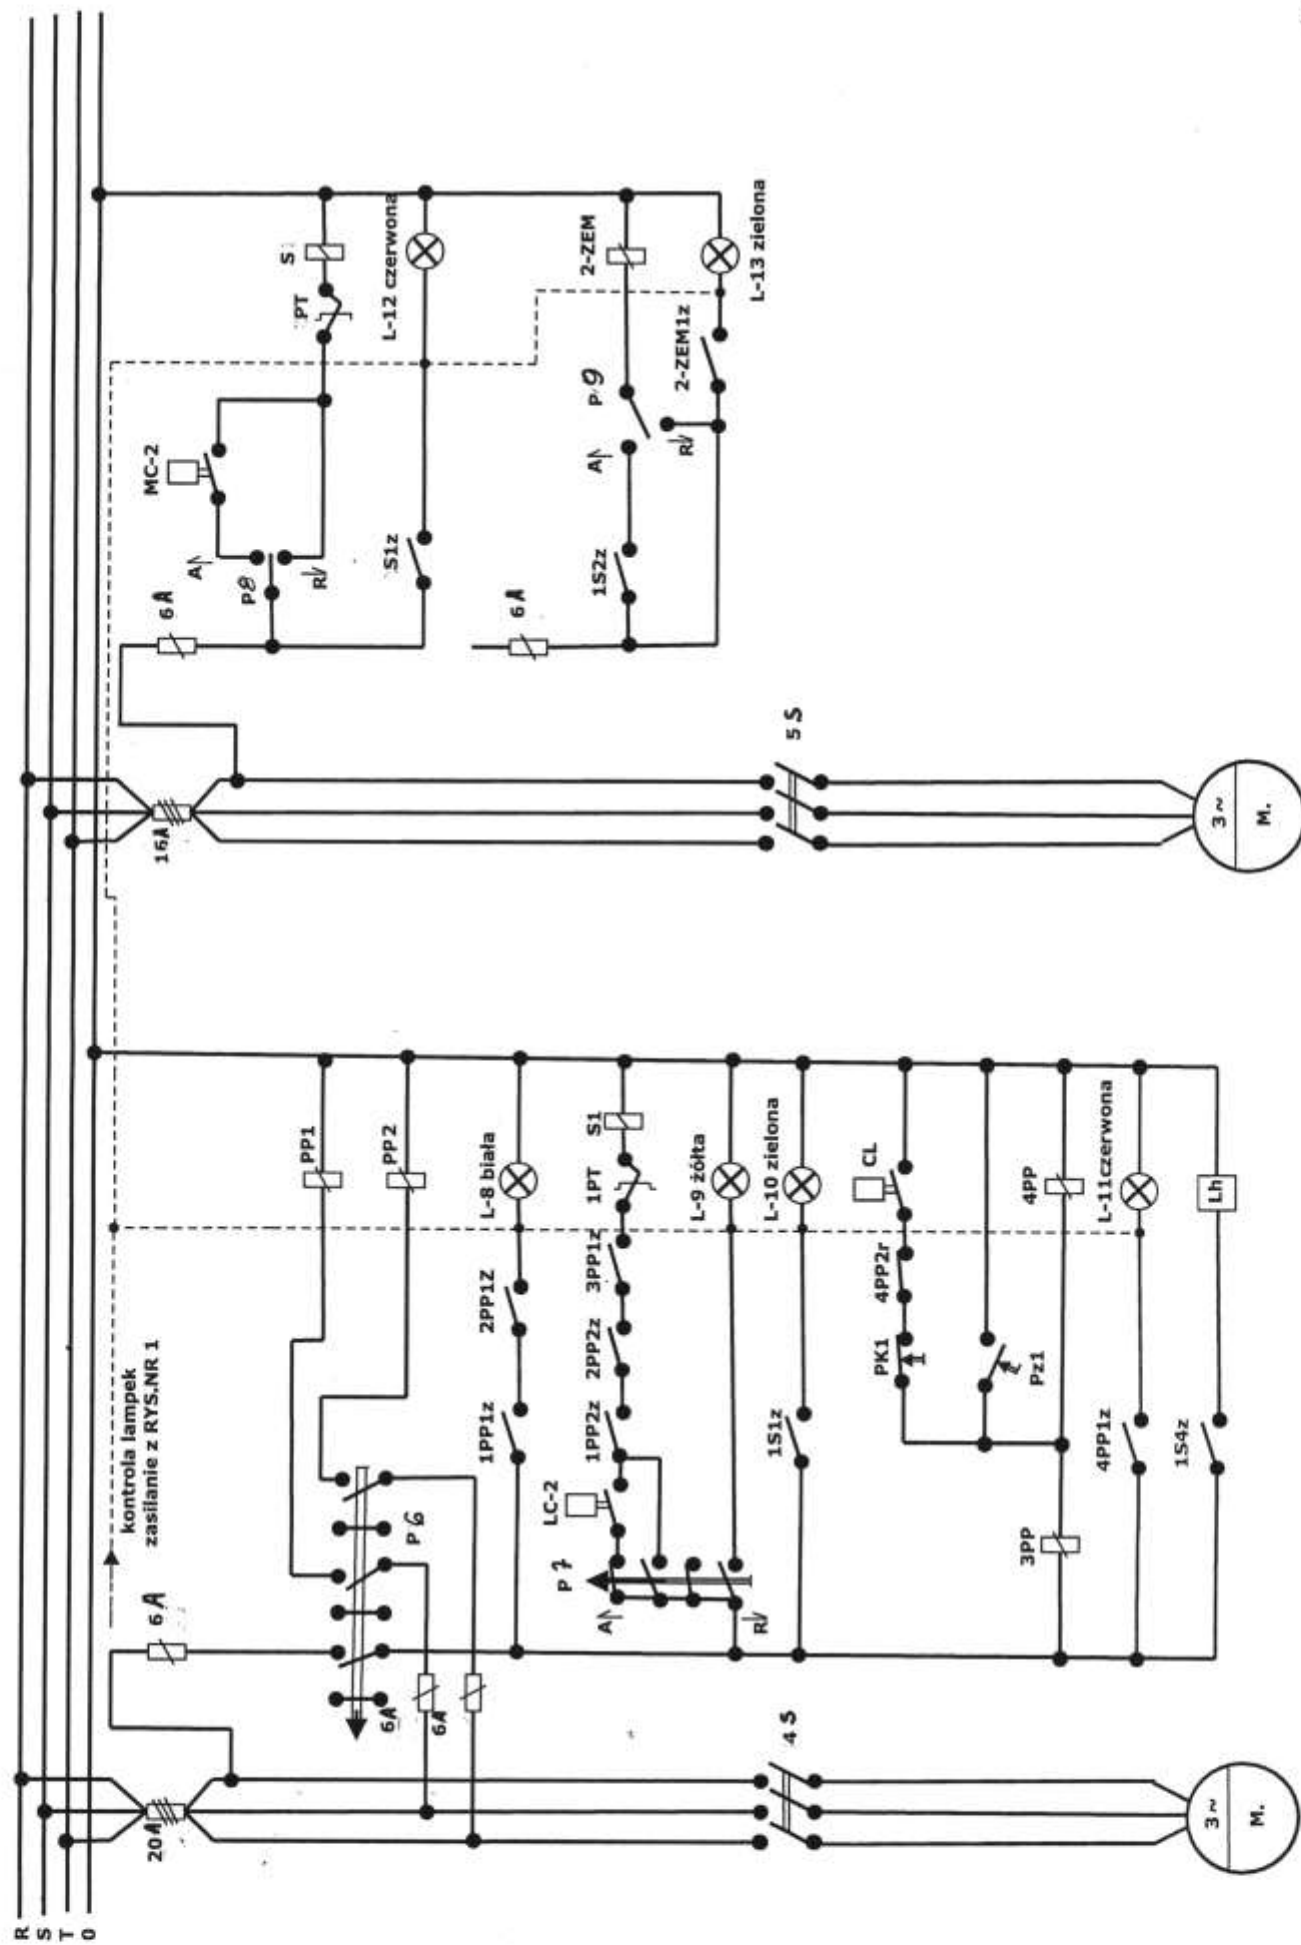 R
S
T
0
20A
16A
kontrola lampek
zasilanie z RYS.NR 1
6A
6A
6A
P6
PP1
PP2
1PP1z
2PP1Z
L-8 biała
P7
A
R
LC-2
1PP2z
2PP2z
3PP1z
1PT
S1
L-9 żółta
1S1z
L-10 zielona
PK1
4PP2r
CL
Pz1
3PP
4PP
4PP1z
L-11czerwona
1S4z
Lh
4 S
3~
M.
6A
P8
A
R
MC-2
PT
S
S1z
L-12 czerwona
6A
1S2z
A
R
P9
2-ZEM
2-ZEM1z
L-13 zielona
5 S
3~
M.